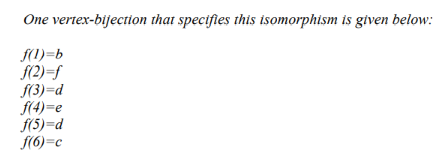 One vertex-bijection that specifies this isomorphism is given below:
f(1)=b
f(2)=f
f(3)=d
f(4)=e
f(5)=d
f(6)=c